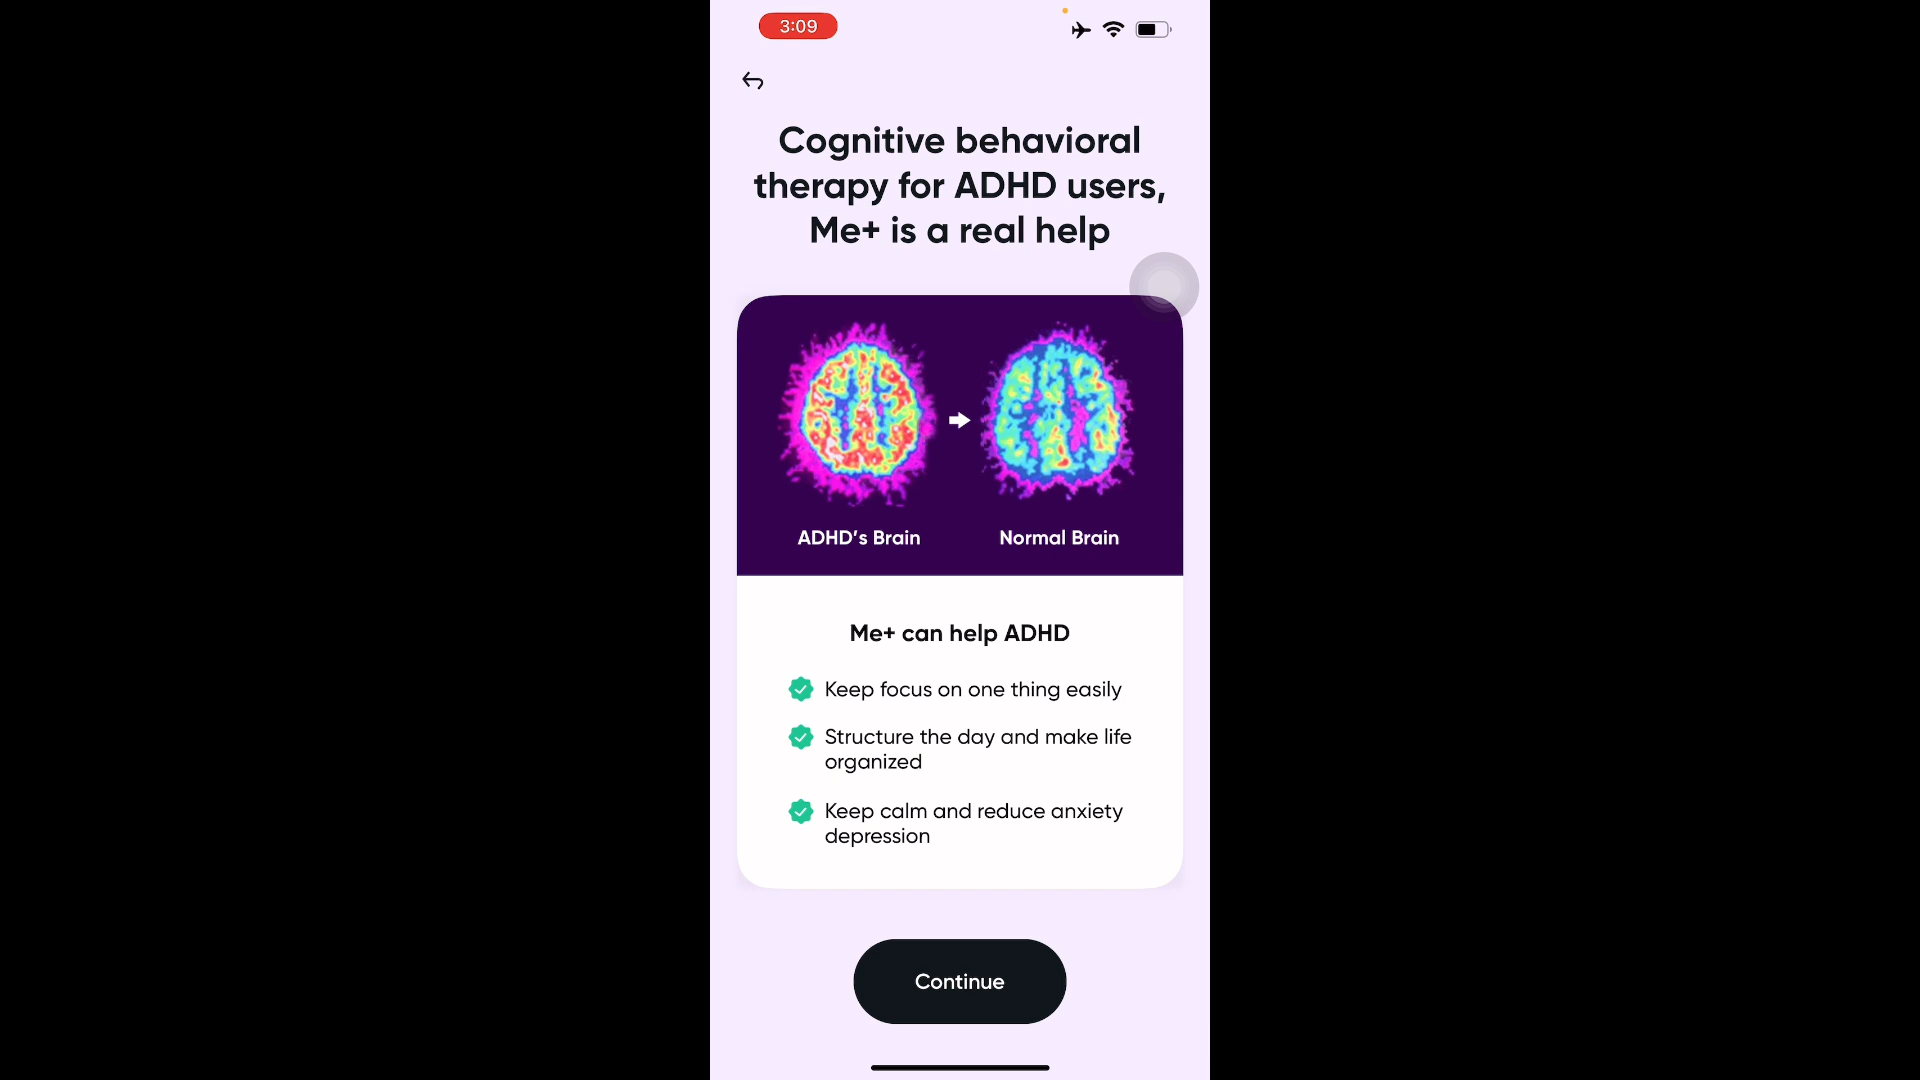 3:09
Cognitive behavioral
therapy for ADHD users,
Me+ is a real help
ADHD’s Brain
Normal Brain
Me+ can help ADHD
Keep focus on one thing easily
Structure the day and make life
organized
Keep calm and reduce anxiety
depression
Continue